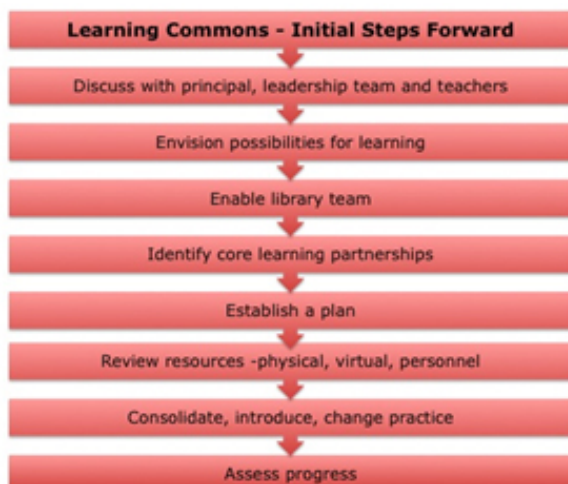 Learning Commons - Initial Steps Forward
Discuss with principal, leadership team and teachers
Envision possibilities for learning
Enable library team
Identify core learning partnerships
Establish a plan
Review resources -physical, virtual, personnel
Consolidate, introduce, change practice
Assess progress